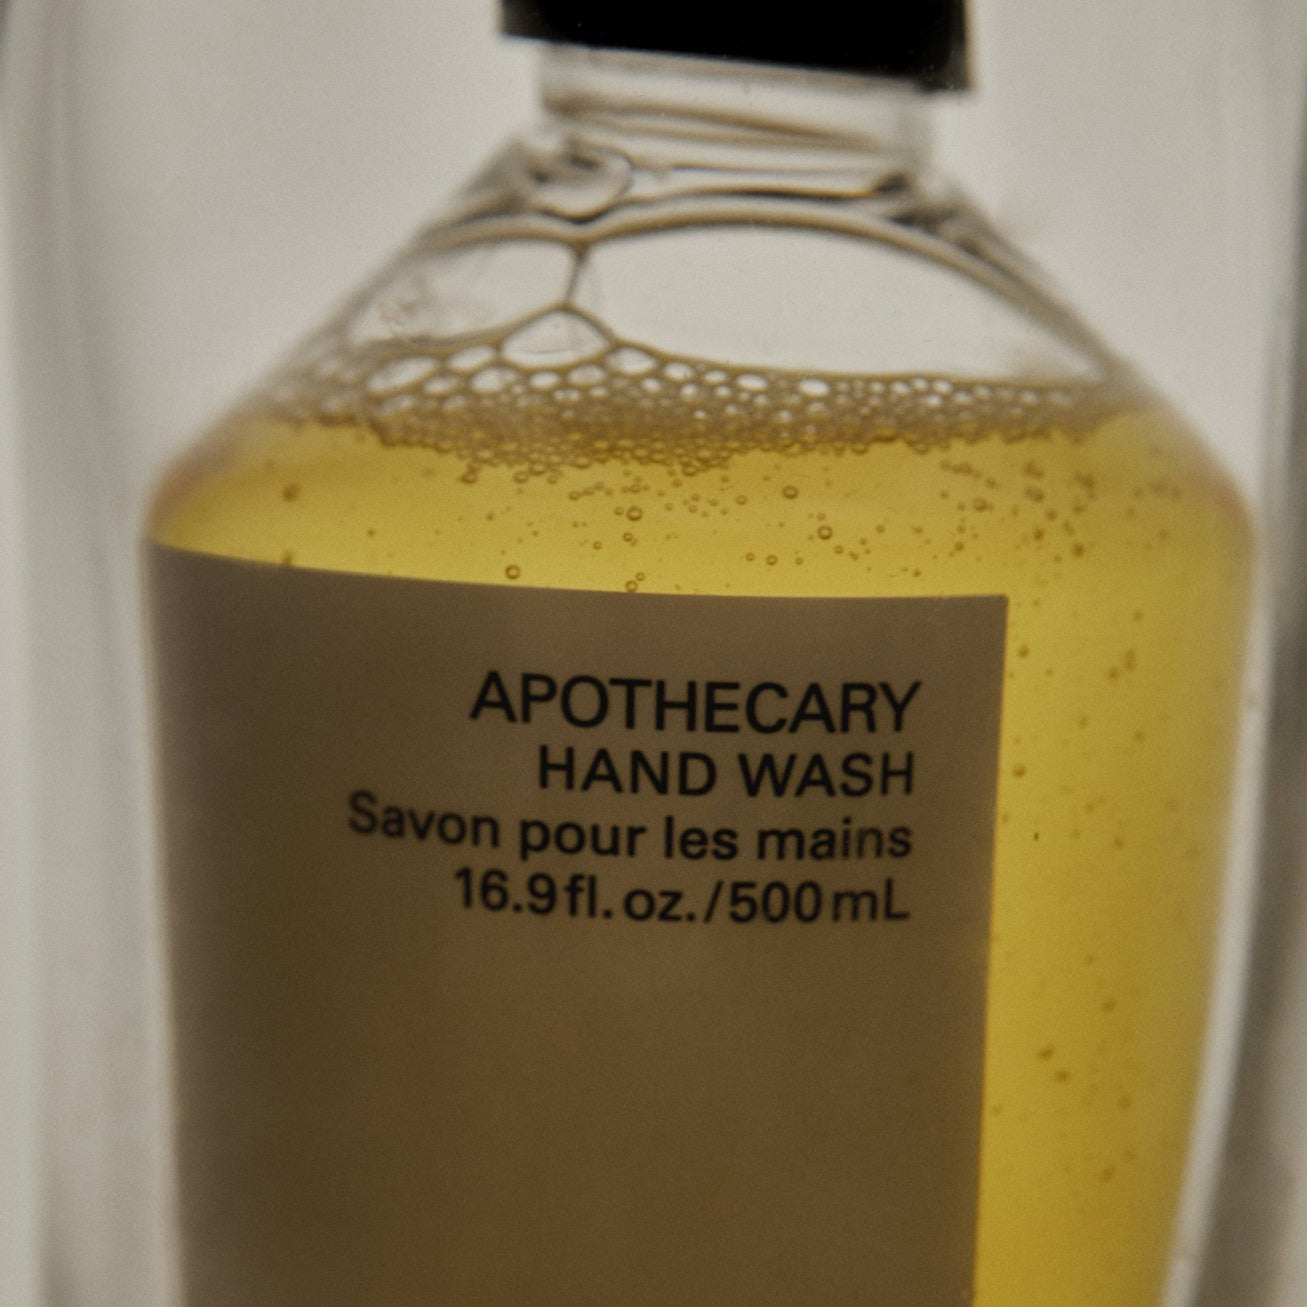 APOTHECARY
HAND WASH
Savon pour les mains
16.9 fl. oz. / 500 mL